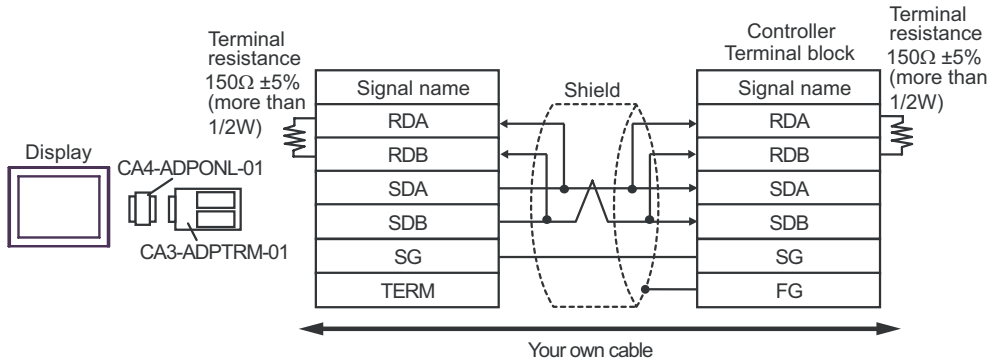 Terminal
resistance
150Ω ±5%
(more than
1/2W)
Display
CA4-ADPONL-01
CA3-ADPTRM-01
Signal name
RDA
RDB
SDA
SDB
SG
TERM
Shield
Controller
Terminal block
Signal name
RDA
RDB
SDA
SDB
SG
FG
Terminal
resistance
150Ω ±5%
(more than
1/2W)
Your own cable